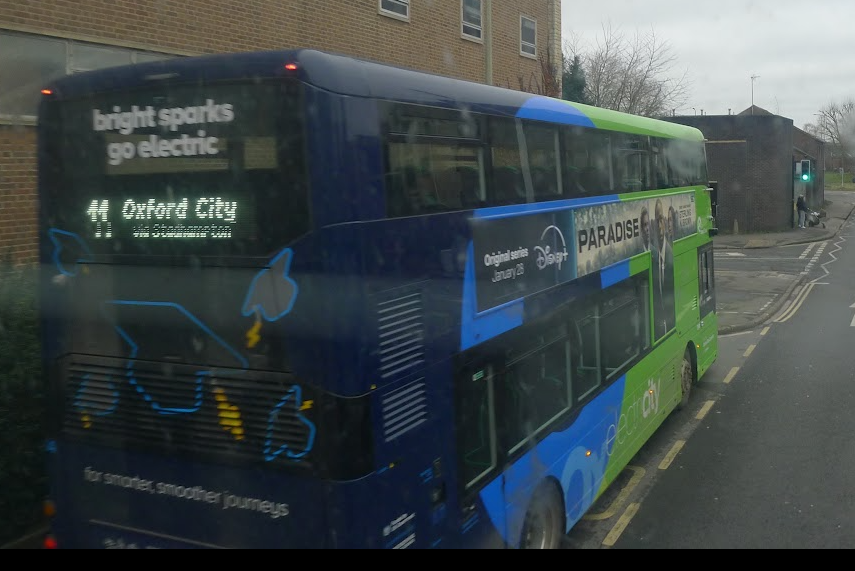 bright sparks
go electric
11 Oxford City
via Stadhampton
for smarter, smoother journeys
Original series
January 28
Disney+
PARADISE
electricity